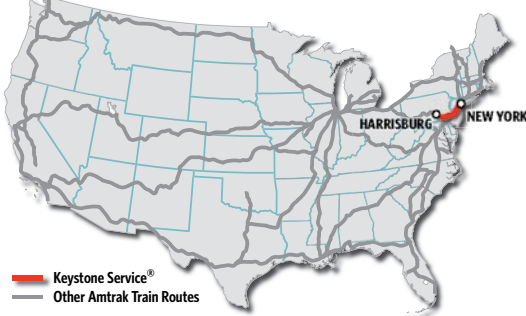 HARRISBURG
NEW YORK
Keystone Service®
Other Amtrak Train Routes